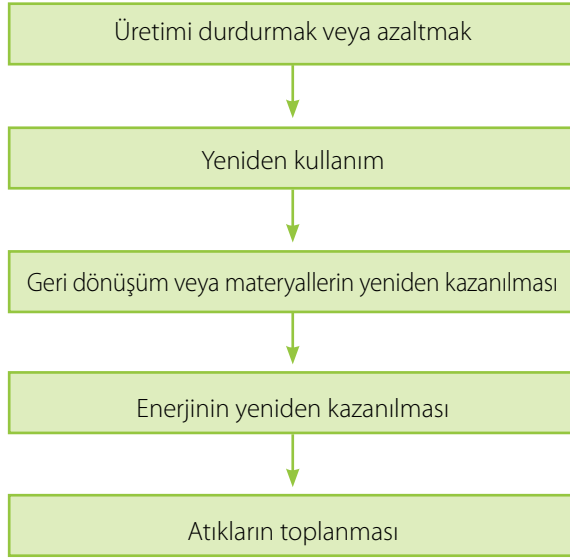 Üretimi durdurmak veya azaltmak
Yeniden kullanım
Geri dönüşüm veya materyallerin yeniden kazanılması
Enerjinin yeniden kazanılması
Atıkların toplanması